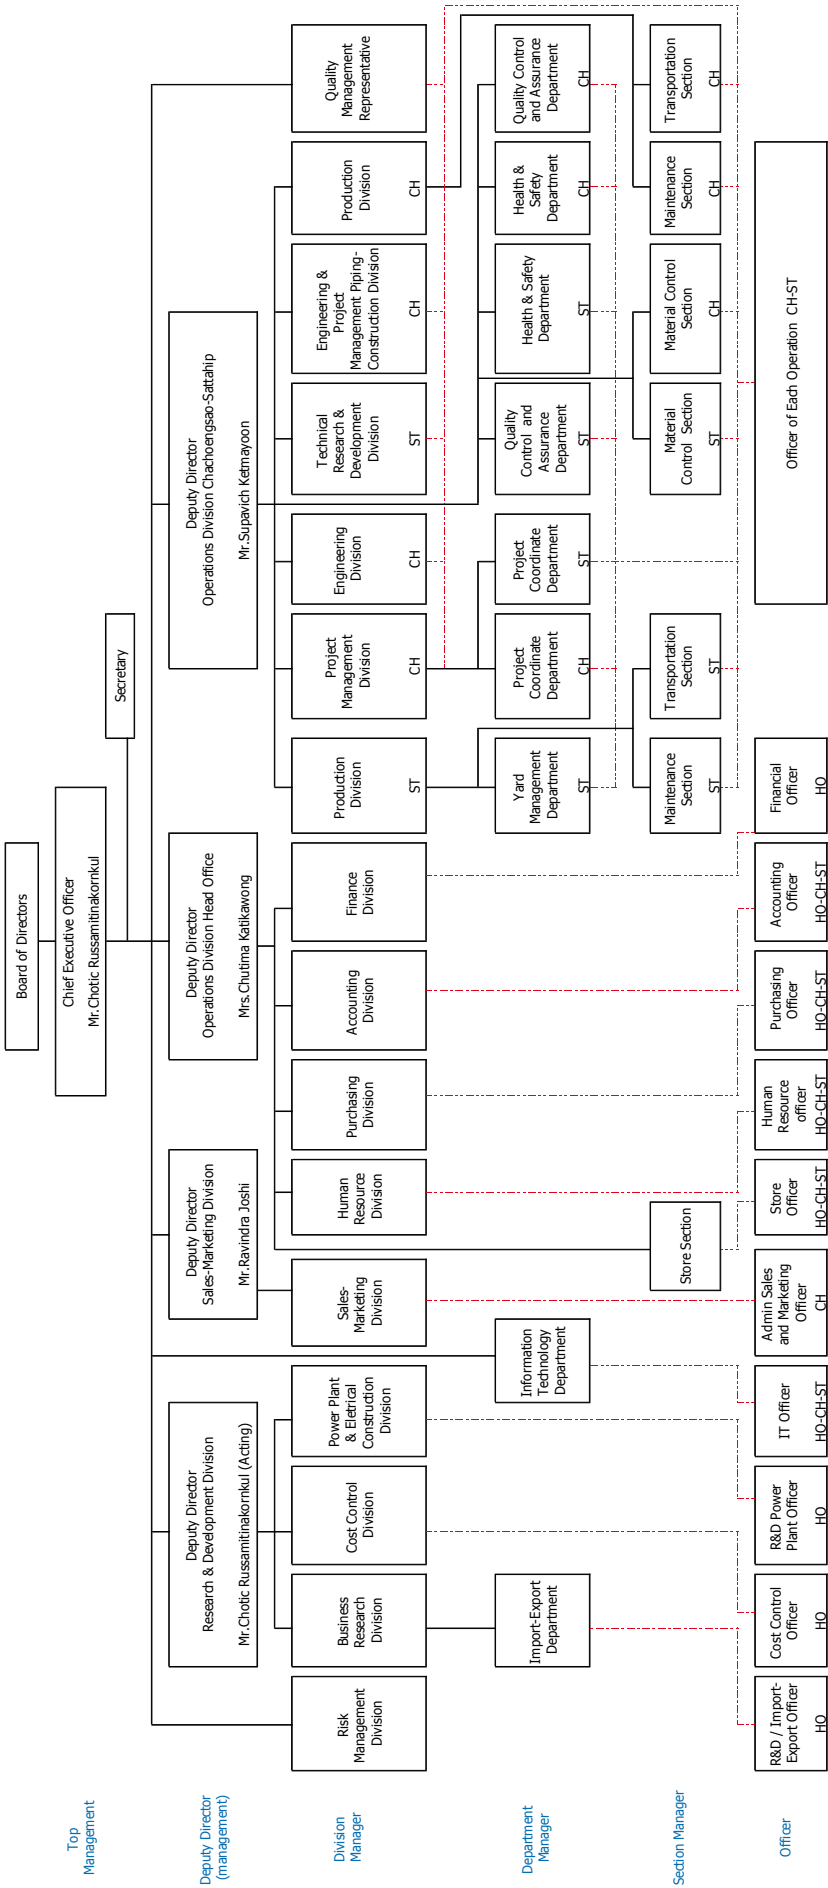 Top
Management
Board of Directors
Chief Executive Officer
Mr.Chotic Russamitinakornkul
Secretary
Deputy Director
(management)
Deputy Director
Research & Development Division
Mr.Chotic Russamitinakornkul (Acting)
Deputy Director
Sales-Marketing Division
Mr.Ravindra Joshi
Deputy Director
Operations Division Head Office
Mrs.Chutima Katikawong
Deputy Director
Operations Division Chachoengsao-Sattahip
Mr.Supavich Ketmayoon
Division
Manager
Risk
Management
Division
Business
Research
Division
Cost Control
Division
Power Plant
& Eletrical
Construction
Division
Sales-
Marketing
Division
Human
Resource
Division
Purchasing
Division
Accounting
Division
Finance
Division
Production
Division
ST
Project
Management
Division
CH
Engineering
Division
CH
Technical
Research &
Development
Division
ST
Engineering &
Project
Management Piping-
Construction Division
CH
Production
Division
CH
Quality
Management
Representative
Department
Manager
Import-Export
Department
Information
Technology
Department
Yard
Management
Department
ST
Project
Coordinate
Department
CH
Project
Coordinate
Department
ST
Quality
Control and
Assurance
Department
ST
Health & Safety
Department
ST
Health &
Safety
Department
CH
Quality Control
and Assurance
Department
CH
Section Manager
Store Section
Maintenance
Section
ST
Transportation
Section
ST
Material
Control Section
ST
Material Control
Section
CH
Maintenance
Section
CH
Transportation
Section
CH
Officer
R&D / Import-
Export Officer
HO
Cost Control
Officer
HO
R&D Power
Plant Officer
HO
IT Officer
HO-CH-ST
Admin Sales
and Marketing
Officer
CH
Store
Officer
HO-CH-ST
Human
Resource
officer
HO-CH-ST
Purchasing
Officer
HO-CH-ST
Accounting
Officer
HO-CH-ST
Financial
Officer
HO
Officer of Each Operation CH-ST